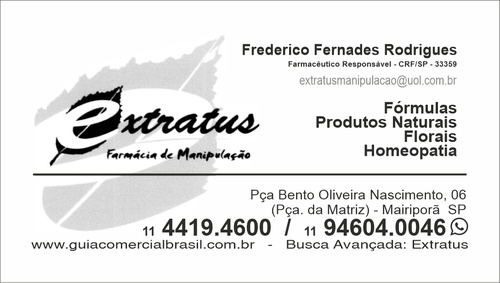 Frederico Fernades Rodrigues
Farmacêutico Responsável - CRF/SP - 33359
extratusmanipulacao@uol.com.br
extratus
Farmácia de Manipulação
Fórmulas
Produtos Naturais
Florais
Homeopatia
Pça Bento Oliveira Nascimento, 06
(Pça. da Matriz) - Mairiporã SP
11 4419.4600 / 11 94604.0046
www.guiacomercialbrasil.com.br - Busca Avançada: Extratus